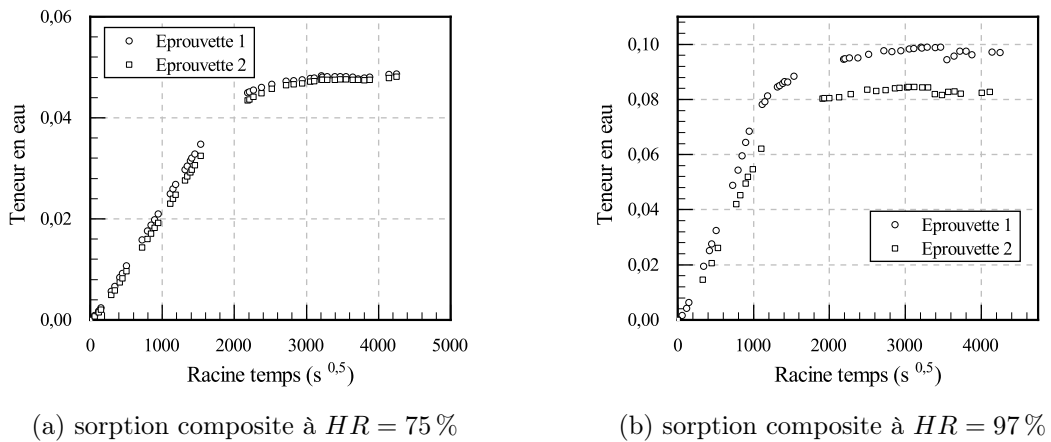 0,06
0,04
0,02
0,00
Teneur en eau
Eprouvette 1
Eprouvette 2
0 1000 2000 3000 4000 5000
Racine temps (s 0,5)
(a) sorption composite à HR = 75 %
0,10
0,08
0,06
0,04
0,02
0,00
Teneur en eau
Eprouvette 1
Eprouvette 2
0 1000 2000 3000 4000
Racine temps (s 0,5)
(b) sorption composite à HR = 97 %